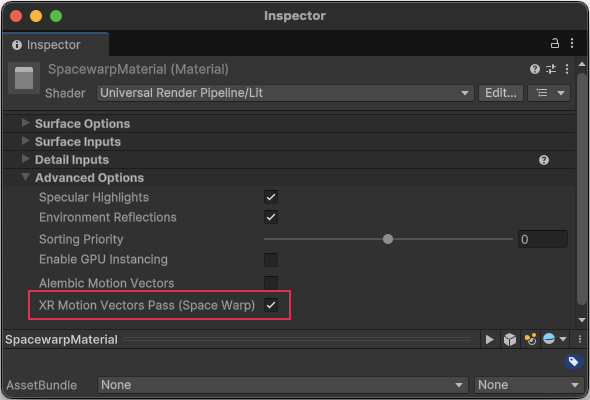 Inspector
Inspector
SpacewarpMaterial (Material)
Shader Universal Render Pipeline/Lit Edit...
Surface Options
Surface Inputs
Detail Inputs
Advanced Options
Specular Highlights
Environment Reflections
Sorting Priority 0
Enable GPU Instancing
Alembic Motion Vectors
XR Motion Vectors Pass (Space Warp)
SpacewarpMaterial
AssetBundle None None